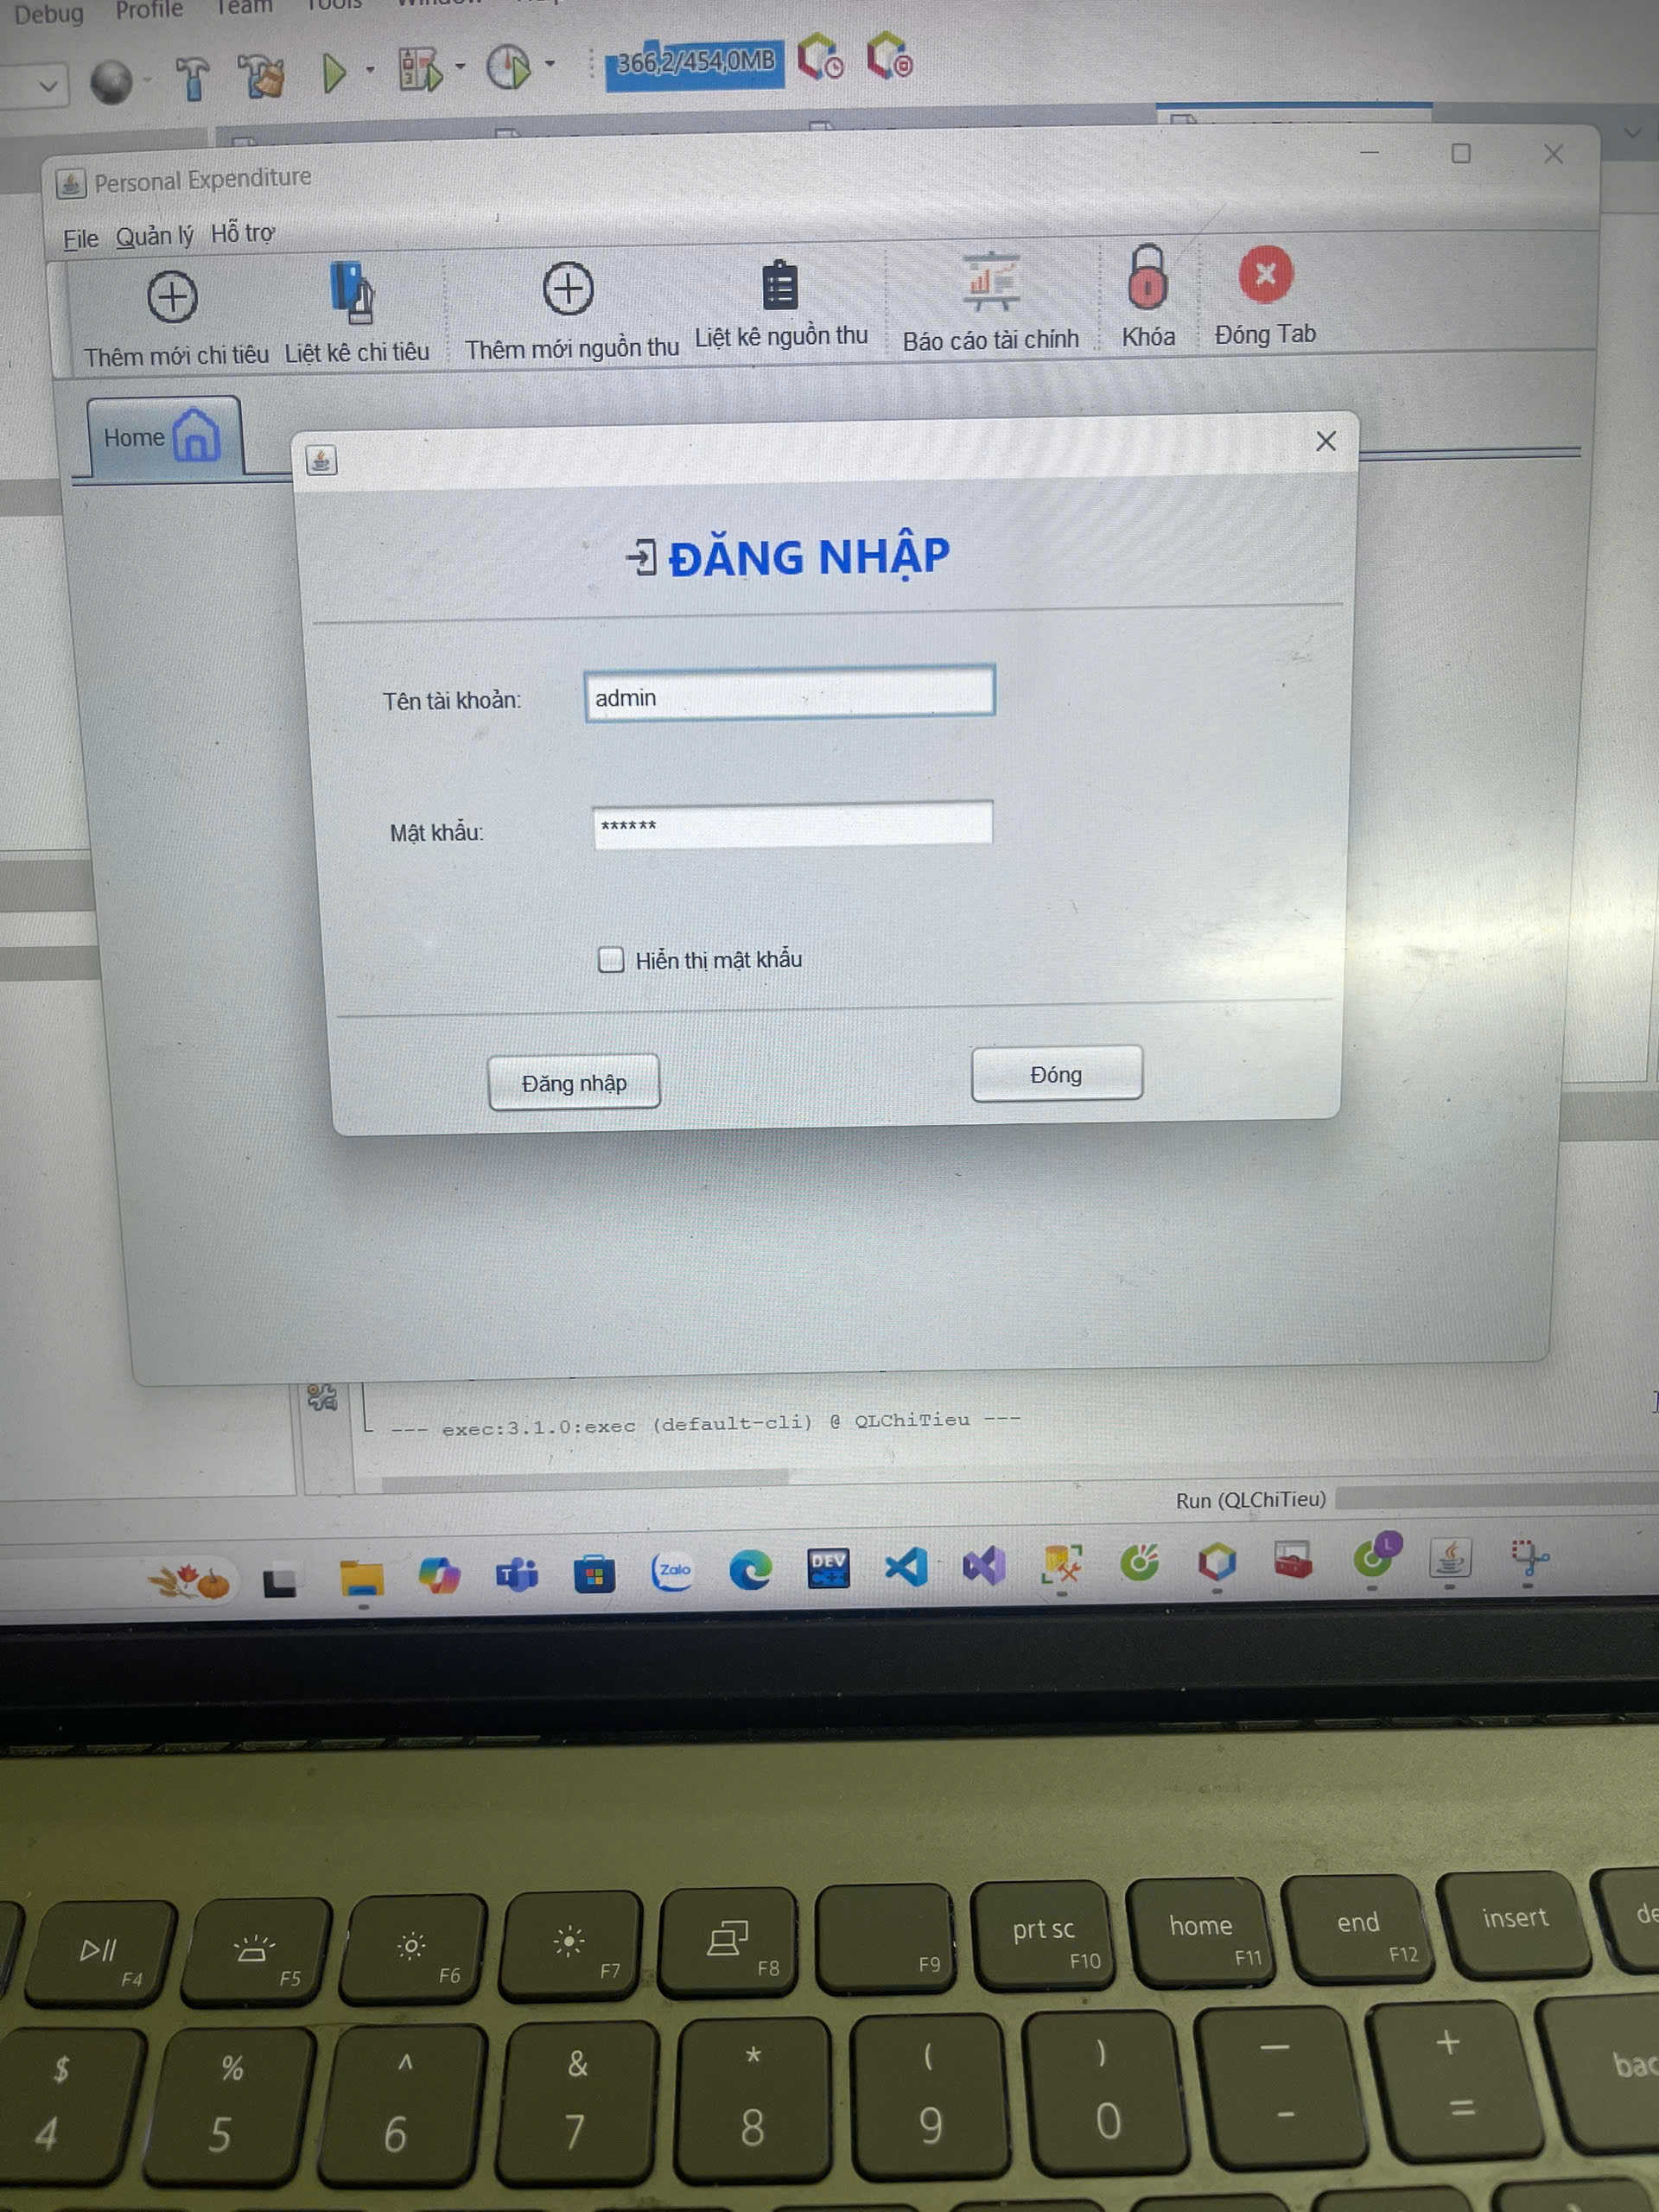 Debug Profile Team Tools Window
366,2/454,0MB
Personal Expenditure
File Quản lý Hỗ trợ
Thêm mới chi tiêu Liệt kê chi tiêu Thêm mới nguồn thu Liệt kê nguồn thu Báo cáo tài chính Khóa Đóng Tab
Home
ĐĂNG NHẬP
Tên tài khoản: admin
Mật khẩu: ******
Hiển thị mật khẩu
Đăng nhập Đóng
--- exec:3.1.0:exec (default-cli) @ QLChiTieu ---
Run (QLChiTieu)
T Zalo DEV L
prt sc home end insert de
F4 F5 F6 F7 F8 F9 F10 F11 F12
$ % ^ & * ( ) — +
4 5 6 7 8 9 0 - = bac